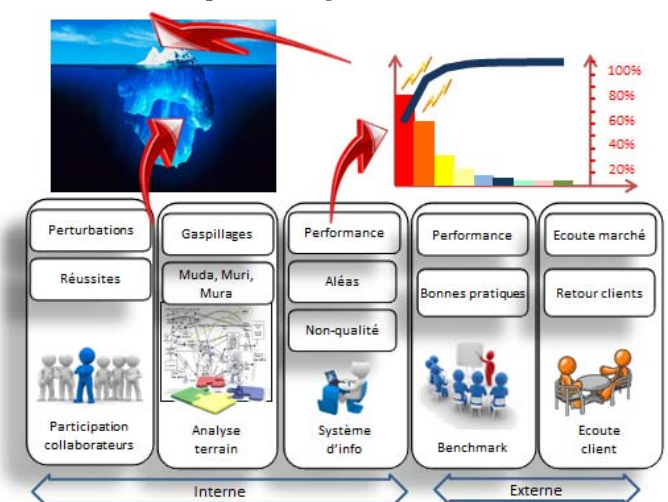 100%
80%
60%
40%
20%
Perturbations
Réussites
Participation
collaborateurs
Gaspillages
Muda, Muri,
Mura
Analyse
terrain
Performance
Aléas
Non-qualité
Système
d'info
Performance
Bonnes pratiques
Benchmark
Ecoute marché
Retour clients
Ecoute
client
Interne
Externe